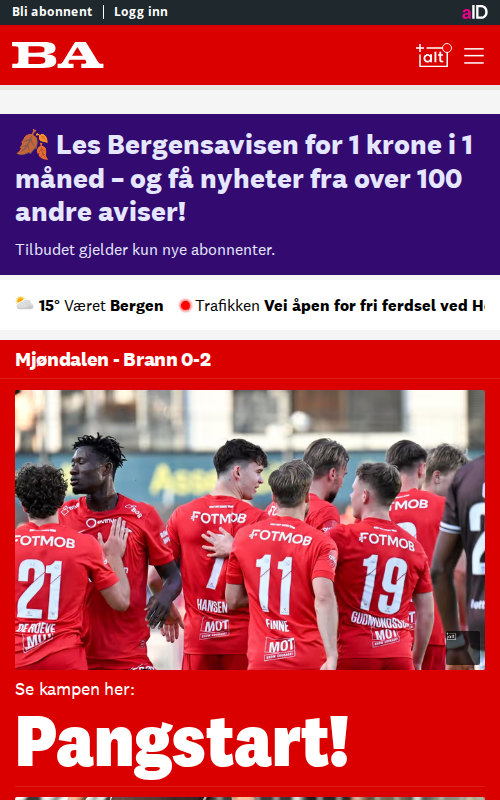 Bli abonnent | Logg inn
aID
BA
+alt
🍂 Les Bergensavisen for 1 krone i 1
måned – og få nyheter fra over 100
andre aviser!
Tilbudet gjelder kun nye abonnenter.
15° Været Bergen Trafikken Vei åpen for fri ferdsel ved H
Mjøndalen - Brann 0-2
FOTMOB
FOTMOB
FOTMOB
FOTMOB
21
7
11
19
DE ROEVE
HANSEN
FINNE
GUDMUNDSSON
MOT
MOT
MOT
MOT
Se kampen her:
Pangstart!